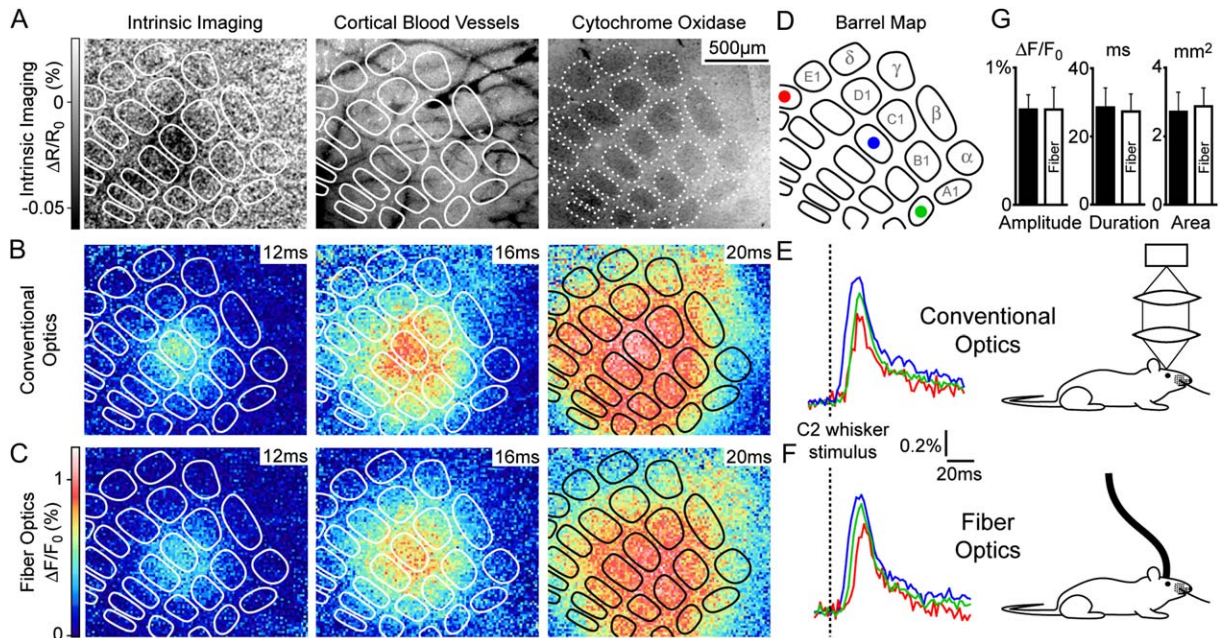 A
Intrinsic Imaging
Cortical Blood Vessels
Cytochrome Oxidase
500µm
Intrinsic Imaging
ΔR/R0 (%)
0
-0.05
D
Barrel Map
E1
δ
γ
D1
C1
β
B1
α
A1
G
ΔF/F0
ms
mm2
1%
0
40
20
0
4
2
0
Fiber
Fiber
Fiber
Amplitude
Duration
Area
B
Conventional
Optics
12ms
16ms
20ms
E
Conventional
Optics
C
Fiber Optics
ΔF/F0 (%)
1
0
12ms
16ms
20ms
C2 whisker
stimulus
0.2%
20ms
F
Fiber
Optics